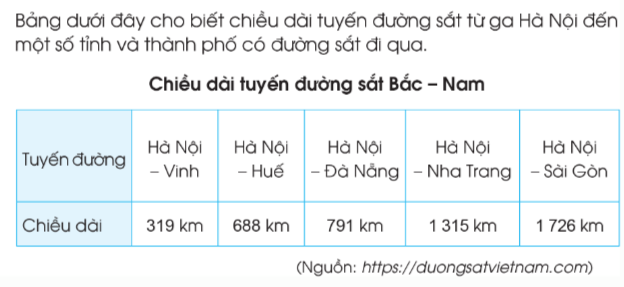 Bảng dưới đây cho biết chiều dài tuyến đường sắt từ ga Hà Nội đến
một số tỉnh và thành phố có đường sắt đi qua.
Chiều dài tuyến đường sắt Bắc – Nam
Tuyến đường
Hà Nội
– Vinh
Hà Nội
– Huế
Hà Nội
– Đà Nẵng
Hà Nội
– Nha Trang
Hà Nội
– Sài Gòn
Chiều dài
319 km
688 km
791 km
1 315 km
1 726 km
(Nguồn: https://duongsatvietnam.com)